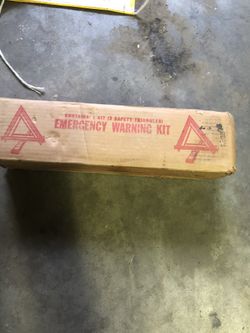 CONTAINS 1 KIT (3 SAFETY TRIANGLES)
EMERGENCY WARNING KIT